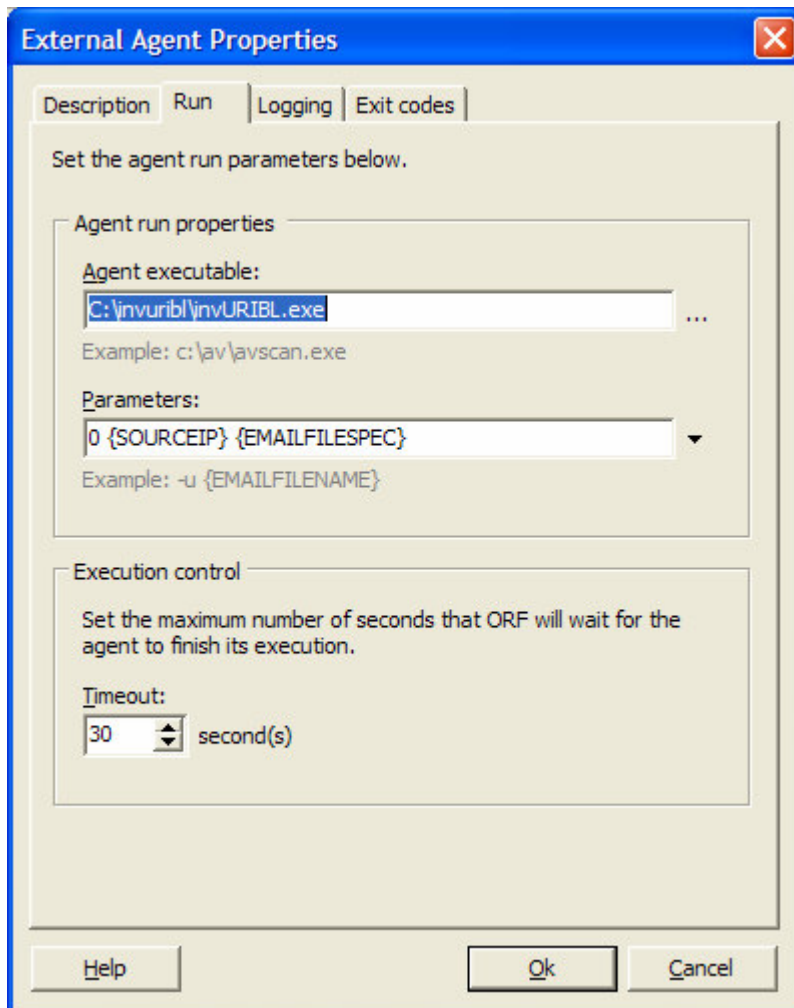 External Agent Properties
Description Run Logging Exit codes
Set the agent run parameters below.
Agent run properties
Agent executable:
C:\invuribl\invURIBL.exe
...
Example: c:\av\avscan.exe
Parameters:
0 {SOURCEIP} {EMAILFILESPEC}
Example: -u {EMAILFILENAME}
Execution control
Set the maximum number of seconds that ORF will wait for the
agent to finish its execution.
Timeout:
30 second(s)
Help Ok Cancel